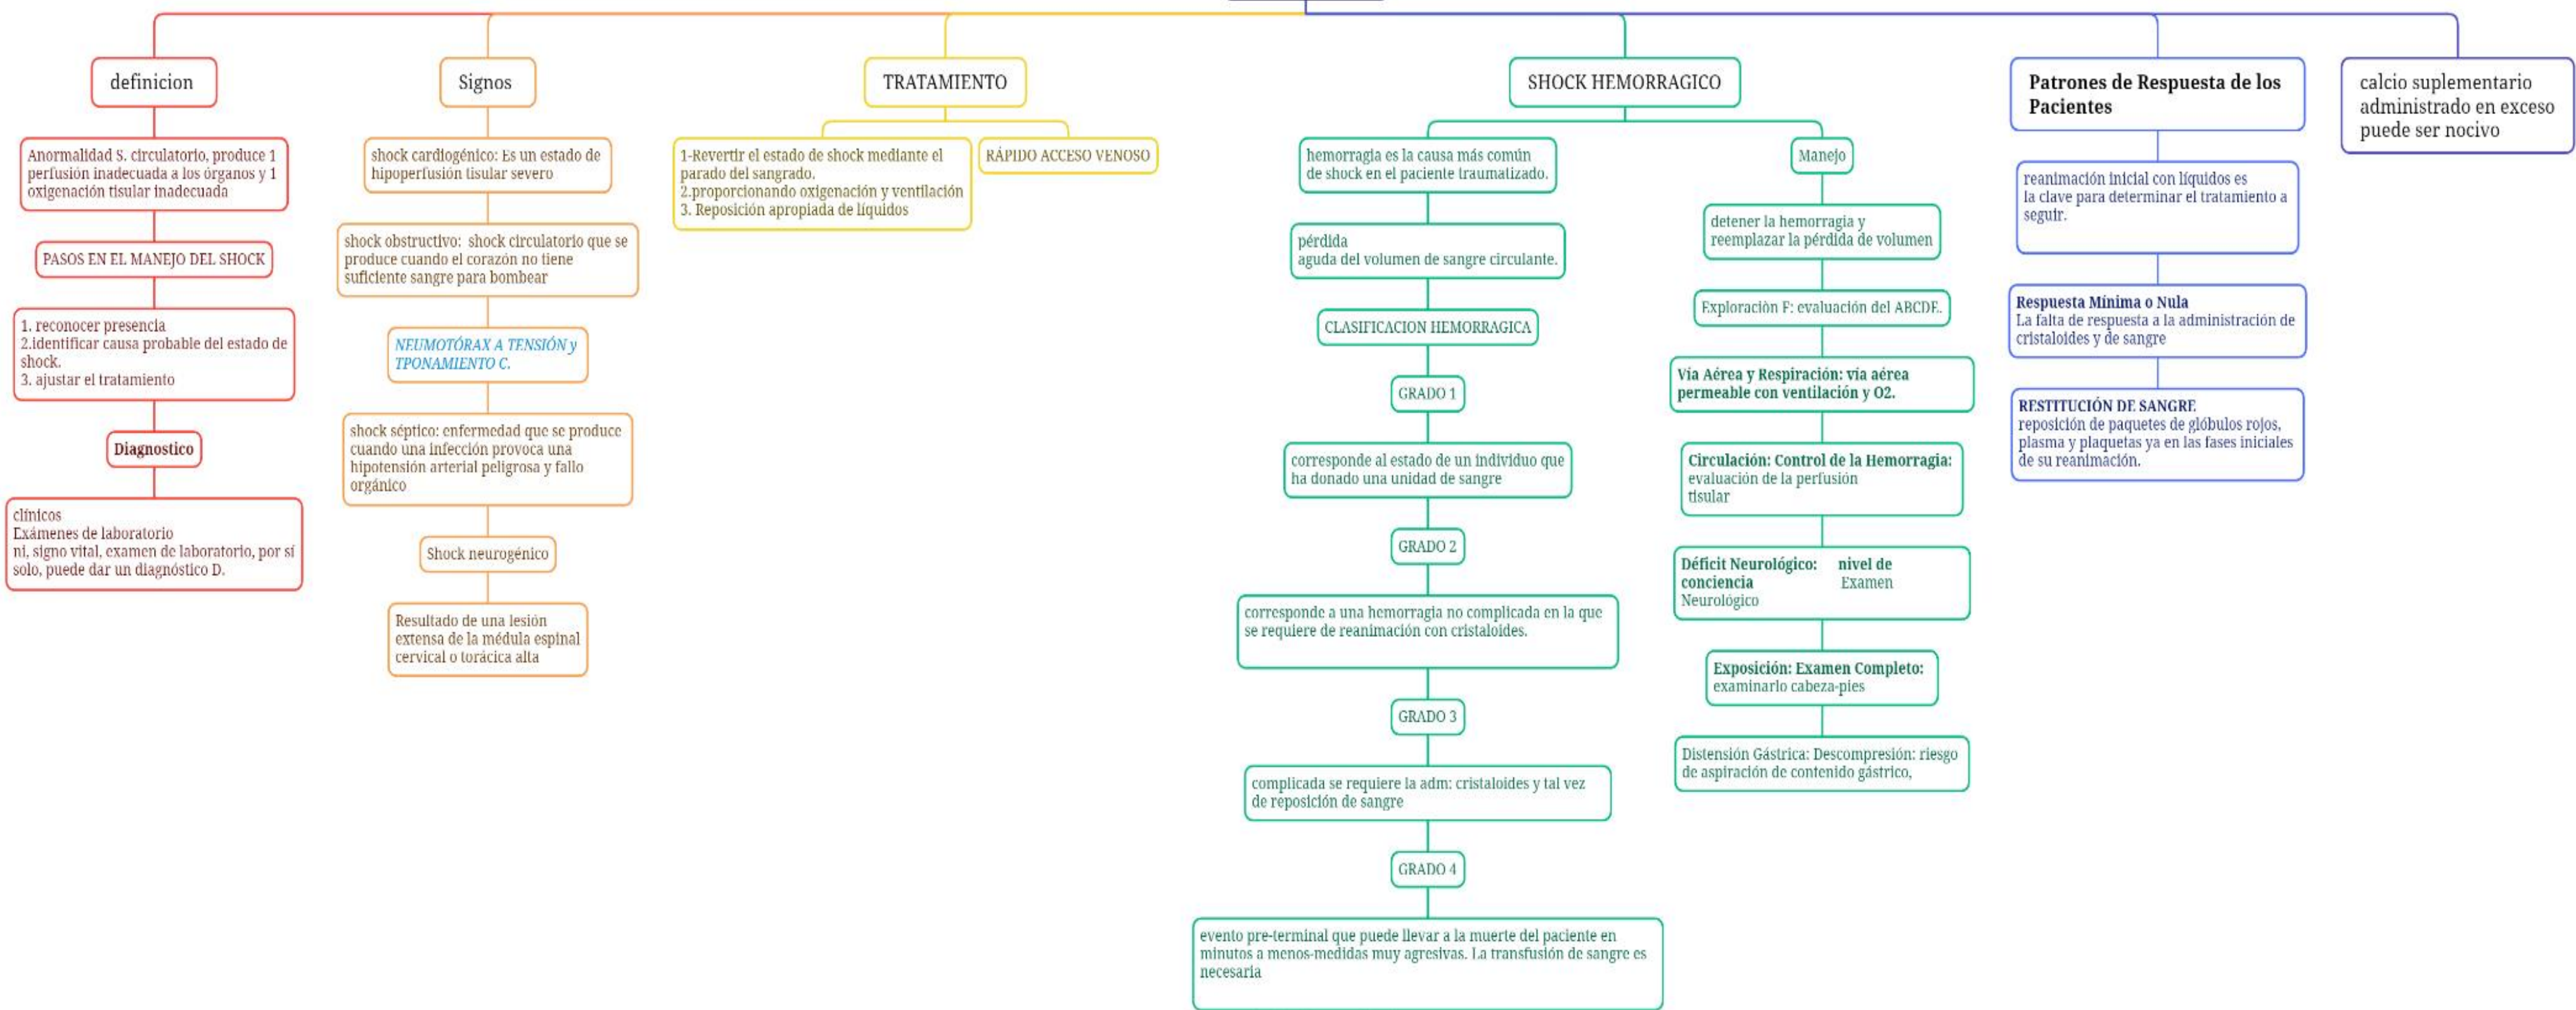 definicion
Anormalidad S. circulatorio, produce 1
perfusión inadecuada a los órganos y 1
oxigenación tisular inadecuada
PASOS EN EL MANEJO DEL SHOCK
1. reconocer presencia
2.identificar causa probable del estado de
shock.
3. ajustar el tratamiento
Diagnostico
clínicos
Exámenes de laboratorio
ni, signo vital, examen de laboratorio, por sí
solo, puede dar un diagnóstico D.
Signos
shock cardiogénico: Es un estado de
hipoperfusión tisular severo
shock obstructivo: shock circulatorio que se
produce cuando el corazón no tiene
suficiente sangre para bombear
NEUMOTÓRAX A TENSIÓN y
TPONAMIENTO C.
shock séptico: enfermedad que se produce
cuando una infección provoca una
hipotensión arterial peligrosa y fallo
orgánico
Shock neurogénico
Resultado de una lesión
extensa de la médula espinal
cervical o torácica alta
TRATAMIENTO
1-Revertir el estado de shock mediante el
parado del sangrado.
2.proporcionando oxigenación y ventilación
3. Reposición apropiada de líquidos
RÁPIDO ACCESO VENOSO
SHOCK HEMORRAGICO
hemorragia es la causa más común
de shock en el paciente traumatizado.
pérdida
aguda del volumen de sangre circulante.
CLASIFICACION HEMORRAGICA
GRADO 1
corresponde al estado de un individuo que
ha donado una unidad de sangre
GRADO 2
corresponde a una hemorragia no complicada en la que
se requiere de reanimación con cristaloides.
GRADO 3
complicada se requiere la adm: cristaloides y tal vez
de reposición de sangre
GRADO 4
evento pre-terminal que puede llevar a la muerte del paciente en
minutos a menos-medidas muy agresivas. La transfusión de sangre es
necesaria
Manejo
detener la hemorragia y
reemplazar la pérdida de volumen
Exploraciòn F: evaluación del ABCDE.
Vía Aérea y Respiración: vía aérea
permeable con ventilación y O2.
Circulación: Control de la Hemorragia:
evaluación de la perfusión
tisular
Déficit Neurológico: nivel de
conciencia Examen
Neurológico
Exposición: Examen Completo:
examinarlo cabeza-pies
Distensión Gástrica: Descompresión: riesgo
de aspiración de contenido gástrico,
Patrones de Respuesta de los
Pacientes
reanimación inicial con líquidos es
la clave para determinar el tratamiento a
seguir.
Respuesta Mínima o Nula
La falta de respuesta a la administración de
cristaloides y de sangre
RESTITUCIÓN DE SANGRE
reposición de paquetes de glóbulos rojos,
plasma y plaquetas ya en las fases iniciales
de su reanimación.
calcio suplementario
administrado en exceso
puede ser nocivo